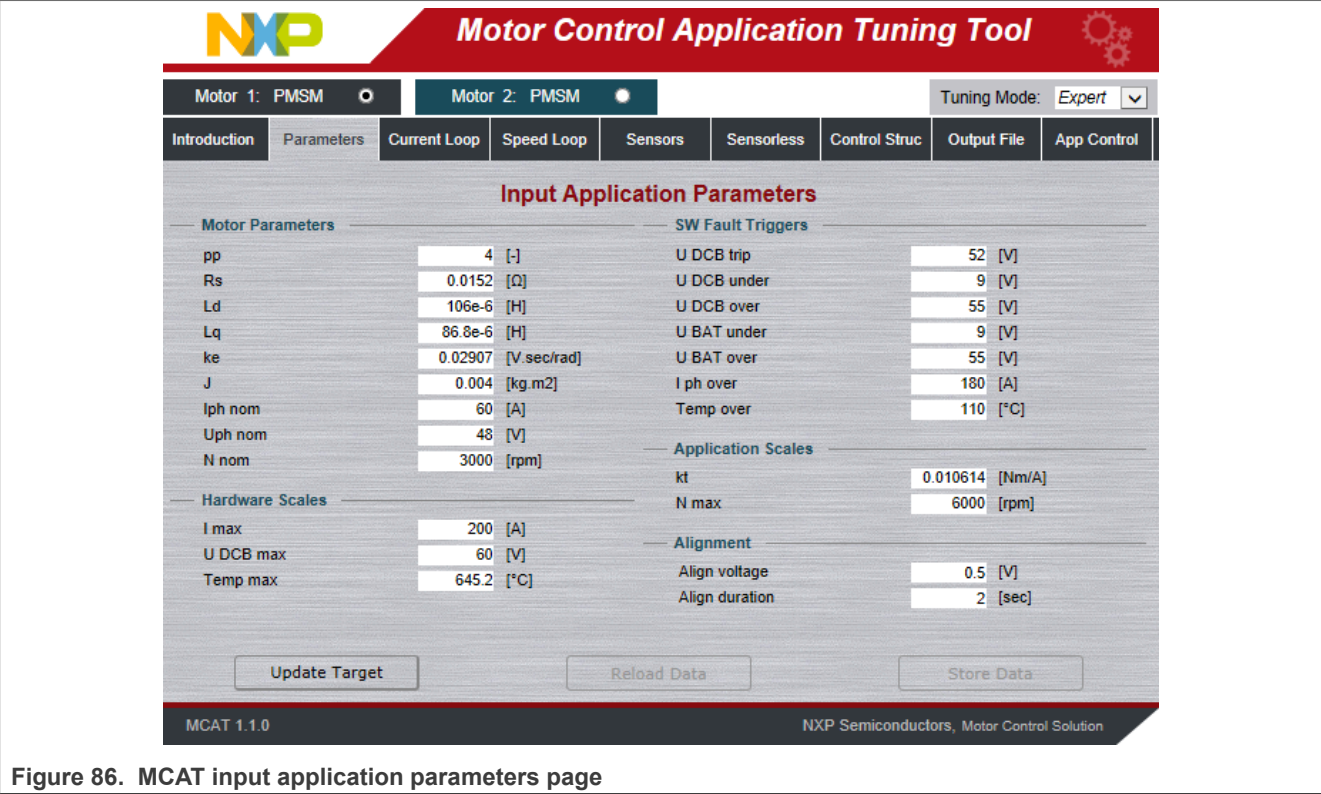 NXP
Motor Control Application Tuning Tool
Motor 1: PMSM
Motor 2: PMSM
Tuning Mode: Expert
Introduction Parameters Current Loop Speed Loop Sensors Sensorless Control Struc Output File App Control
Input Application Parameters
Motor Parameters
pp 4 [-]
Rs 0.0152 [Ω]
Ld 106e-6 [H]
Lq 86.8e-6 [H]
ke 0.02907 [V.sec/rad]
J 0.004 [kg.m2]
Iph nom 60 [A]
Uph nom 48 [V]
N nom 3000 [rpm]
Hardware Scales
I max 200 [A]
U DCB max 60 [V]
Temp max 645.2 [°C]
SW Fault Triggers
U DCB trip 52 [V]
U DCB under 9 [V]
U DCB over 55 [V]
U BAT under 9 [V]
U BAT over 55 [V]
I ph over 180 [A]
Temp over 110 [°C]
Application Scales
kt 0.010614 [Nm/A]
N max 6000 [rpm]
Alignment
Align voltage 0.5 [V]
Align duration 2 [sec]
Update Target Reload Data Store Data
MCAT 1.1.0
NXP Semiconductors, Motor Control Solution
Figure 86. MCAT input application parameters page